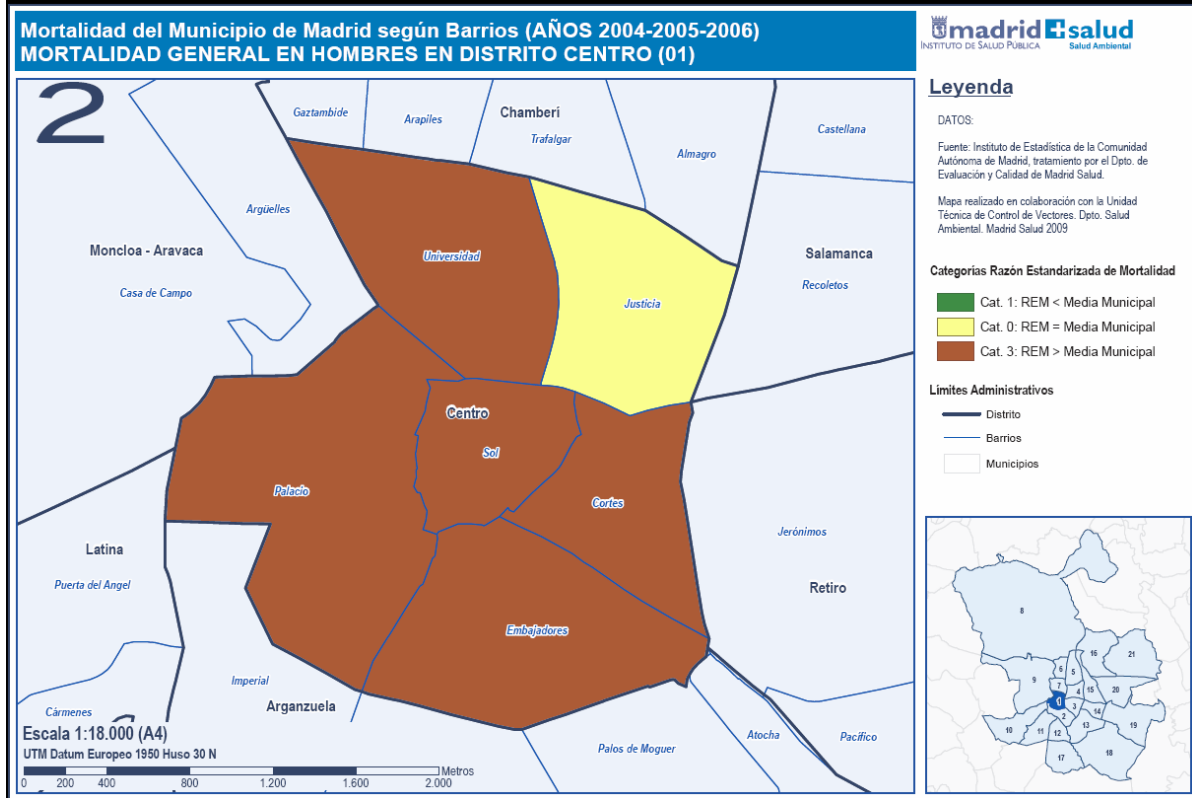 Mortalidad del Municipio de Madrid según Barrios (AÑOS 2004-2005-2006)
MORTALIDAD GENERAL EN HOMBRES EN DISTRITO CENTRO (01)
¡madrid +salud
INSTITUTO DE SALUD PÚBLICA
Salud Ambiental
2
Gaztambide
Arapiles
Chamberí
Trafalgar
Almagro
Castellana
Argüelles
Moncloa - Aravaca
Casa de Campo
Universidad
Justicia
Salamanca
Recoletos
Centro
Sol
Palacio
Cortes
Jerónimos
Retiro
Latina
Puerta del Angel
Embajadores
Imperial
Arganzuela
Cármenes
Palos de Moguer
Atocha
Pacífico
Escala 1:18.000 (A4)
UTM Datum Europeo 1950 Huso 30 N
Metros
0 200 400 800 1.200 1.600 2.000
Leyenda
DATOS:
Fuente: Instituto de Estadística de la Comunidad
Autónoma de Madrid, tratamiento por el Dpto. de
Evaluación y Calidad de Madrid Salud.
Mapa realizado en colaboración con la Unidad
Técnica de Control de Vectores. Dpto. Salud
Ambiental. Madrid Salud 2009
Categorías Razón Estandarizada de Mortalidad
Cat. 1: REM < Media Municipal
Cat. 0: REM = Media Municipal
Cat. 3: REM > Media Municipal
Límites Administrativos
Distrito
Barrios
Municipios
8
16
21
6
5
9
7
4
15
20
1
3
2
14
13
19
10
11
12
17
18